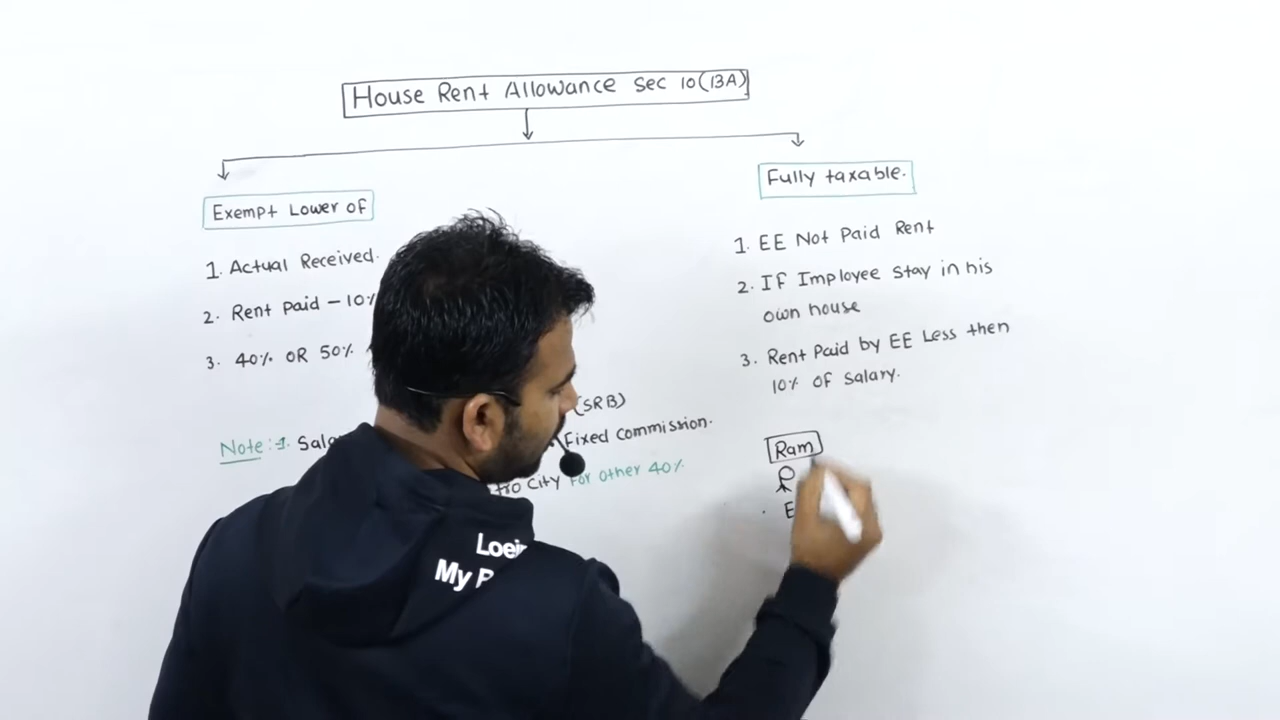 House Rent Allowance sec 10(13A)
Exempt Lower of
1. Actual Received.
2. Rent Paid - 10%
3. 40% OR 50%
(SRB)
Note: 1.
Fixed commission.
City For other 40%
Fully taxable.
1. EE Not Paid Rent
2. IF Imployee stay in his
own house
3. Rent Paid by EE Less then
10% OF salary.
Ram
My